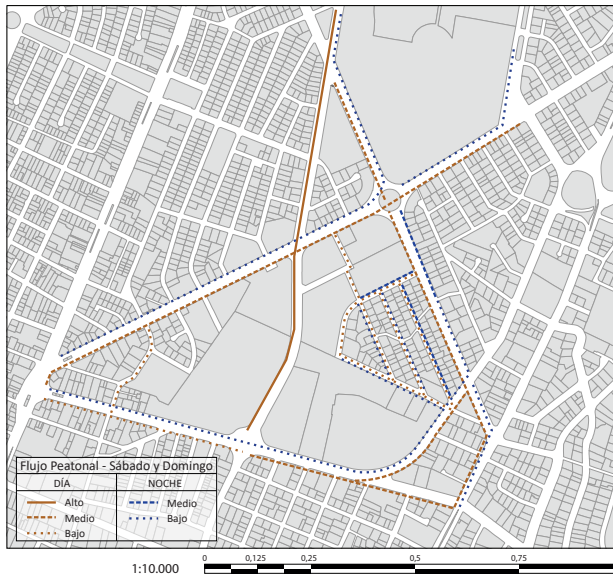 Flujo Peatonal - Sábado y Domingo
DÍA NOCHE
Alto Medio
Medio Bajo
Bajo
1:10.000
0 0,125 0,25 0,5 0,75